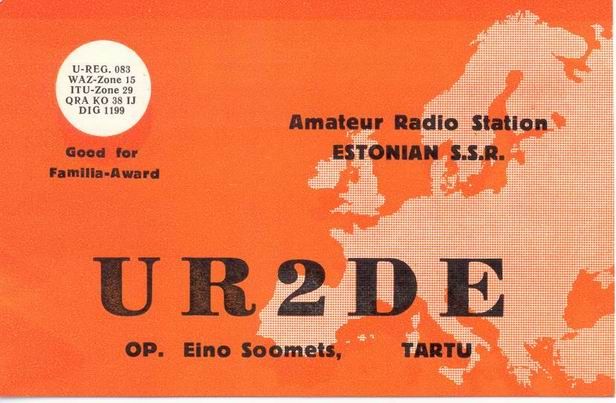 U-REG. 083
WAZ-Zone 15
ITU-Zone 29
QRA KO 38 IJ
DIG 1199
Good for
Familia-Award
Amateur Radio Station
ESTONIAN S.S.R.
UR2DE
OP. Eino Soomets, TARTU